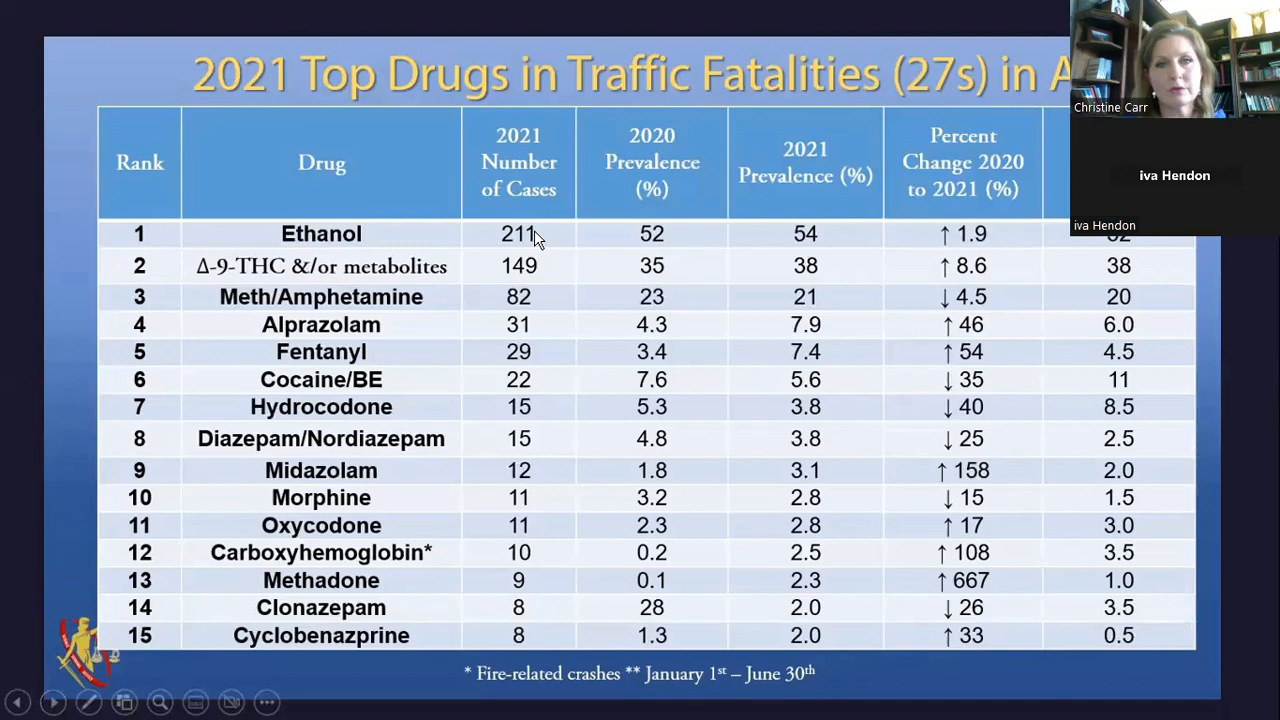 2021 Top Drugs in Traffic Fatalities (27s) in A
Christine Carr
iva Hendon
iva Hendon
Rank Drug 2021 Number of Cases 2020 Prevalence (%) 2021 Prevalence (%) Percent Change 2020 to 2021 (%)
1 Ethanol 211 52 54 ↑ 1.9
2 Δ-9-THC &/or metabolites 149 35 38 ↑ 8.6 38
3 Meth/Amphetamine 82 23 21 ↓ 4.5 20
4 Alprazolam 31 4.3 7.9 ↑ 46 6.0
5 Fentanyl 29 3.4 7.4 ↑ 54 4.5
6 Cocaine/BE 22 7.6 5.6 ↓ 35 11
7 Hydrocodone 15 5.3 3.8 ↓ 40 8.5
8 Diazepam/Nordiazepam 15 4.8 3.8 ↓ 25 2.5
9 Midazolam 12 1.8 3.1 ↑ 158 2.0
10 Morphine 11 3.2 2.8 ↓ 15 1.5
11 Oxycodone 11 2.3 2.8 ↑ 17 3.0
12 Carboxyhemoglobin* 10 0.2 2.5 ↑ 108 3.5
13 Methadone 9 0.1 2.3 ↑ 667 1.0
14 Clonazepam 8 28 2.0 ↓ 26 3.5
15 Cyclobenazprine 8 1.3 2.0 ↑ 33 0.5
* Fire-related crashes ** January 1st – June 30th